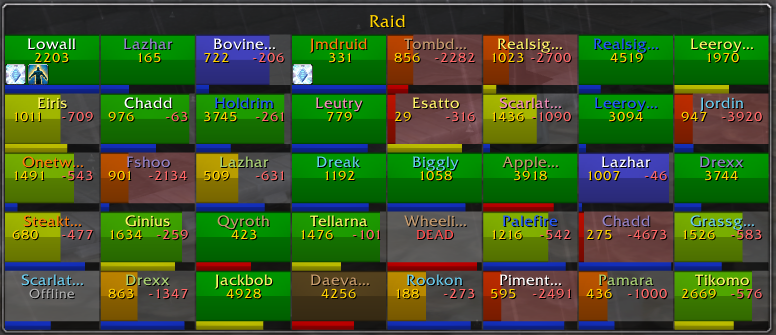 Raid
Lowall Lazhar Bovine... Jmdruid Tombd... Realsig... Realsig... Leeroy...
2203 165 722 -206 331 856 -2282 1023 -2700 4519 1970
Eiris Chadd Holdrim Leutry Esatto Scarlat... Leeroy... Jordin
1011 -709 976 -63 3745 -261 779 29 -316 1436 -1090 3094 947 -3920
Onetw... Fshoo Lazhar Dreak Biggly Apple... Lazhar Drexx
1491 -543 901 -2134 509 -631 1192 1058 3918 1007 -46 3744
Steakt... Ginius Qyroth Tellarna Wheeli... Palefire Chadd Grassg...
680 -477 1634 -259 423 1476 -101 DEAD 1216 -542 275 -4673 1526 -583
Scarlat... Drexx Jackbob Daeva... Rookon Piment... Pamara Tikomo
Offline 863 -1347 4928 4256 188 -273 595 -2491 436 -1000 2669 -576